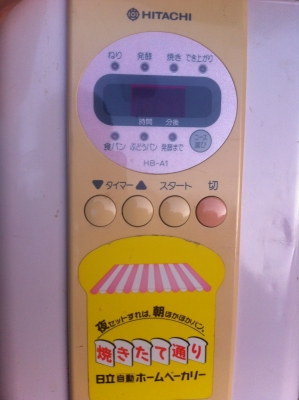 HITACHI
ねり 発酵 焼き でき上がり
時間 分後
食パン ぶどうパン 発酵まで
コース選び
HB-A1
▼タイマー▲ スタート 切
夜セットすれば、朝ほかほかパン。
焼きたて通り
日立自動ホームベーカリー